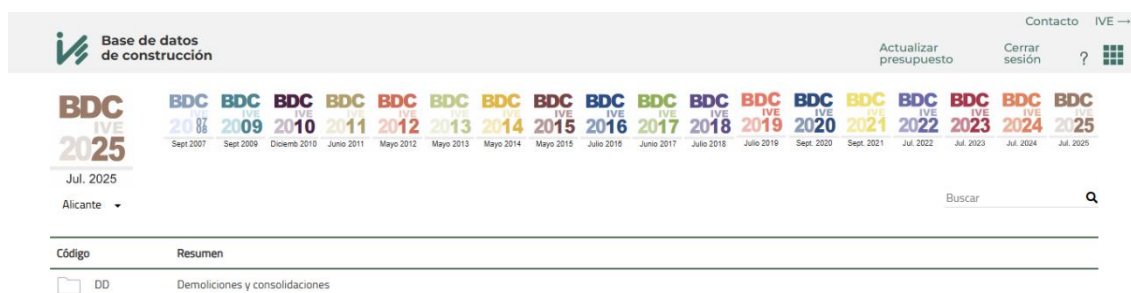 Contacto IVE →
Base de datos
de construcción
Actualizar
presupuesto
Cerrar
sesión
?
BDC
IVE
2025
Jul. 2025
BDC BDC BDC BDC BDC BDC BDC BDC BDC BDC BDC BDC BDC BDC BDC BDC BDC BDC
IVE IVE IVE IVE IVE IVE IVE IVE IVE IVE IVE IVE IVE IVE IVE IVE IVE IVE
20 2009 2010 2011 2012 2013 2014 2015 2016 2017 2018 2019 2020 2021 2022 2023 2024 2025
Sept 2007 Sept 2009 Diciemb 2010 Junio 2011 Mayo 2012 Mayo 2013 Mayo 2014 Mayo 2015 Julio 2016 Junio 2017 Julio 2018 Julio 2019 Sept. 2020 Sept. 2021 Jul. 2022 Jul. 2023 Jul. 2024 Jul. 2025
Alicante
Buscar
Código Resumen
DD Demoliciones y consolidaciones